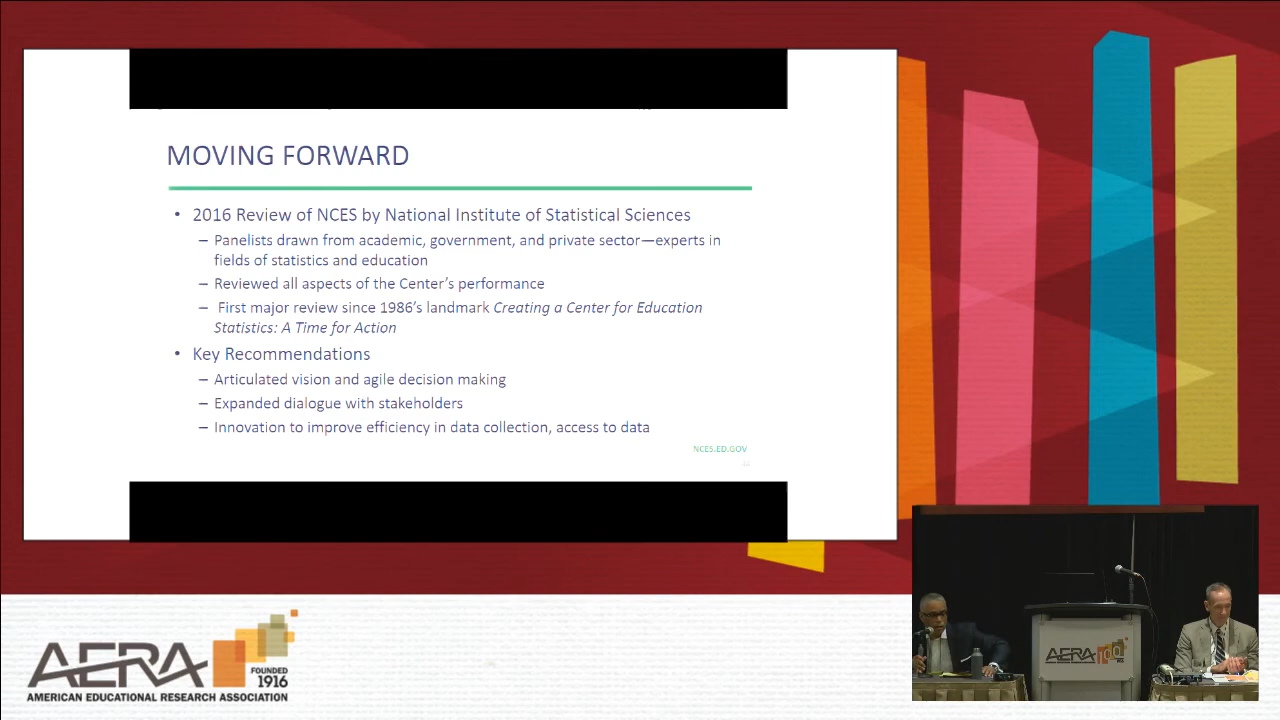 MOVING FORWARD
• 2016 Review of NCES by National Institute of Statistical Sciences
– Panelists drawn from academic, government, and private sector—experts in
fields of statistics and education
– Reviewed all aspects of the Center's performance
– First major review since 1986's landmark Creating a Center for Education
Statistics: A Time for Action
• Key Recommendations
– Articulated vision and agile decision making
– Expanded dialogue with stakeholders
– Innovation to improve efficiency in data collection, access to data
NCES.ED.GOV
AERA
FOUNDED
1916
AMERICAN EDUCATIONAL RESEARCH ASSOCIATION
AERA